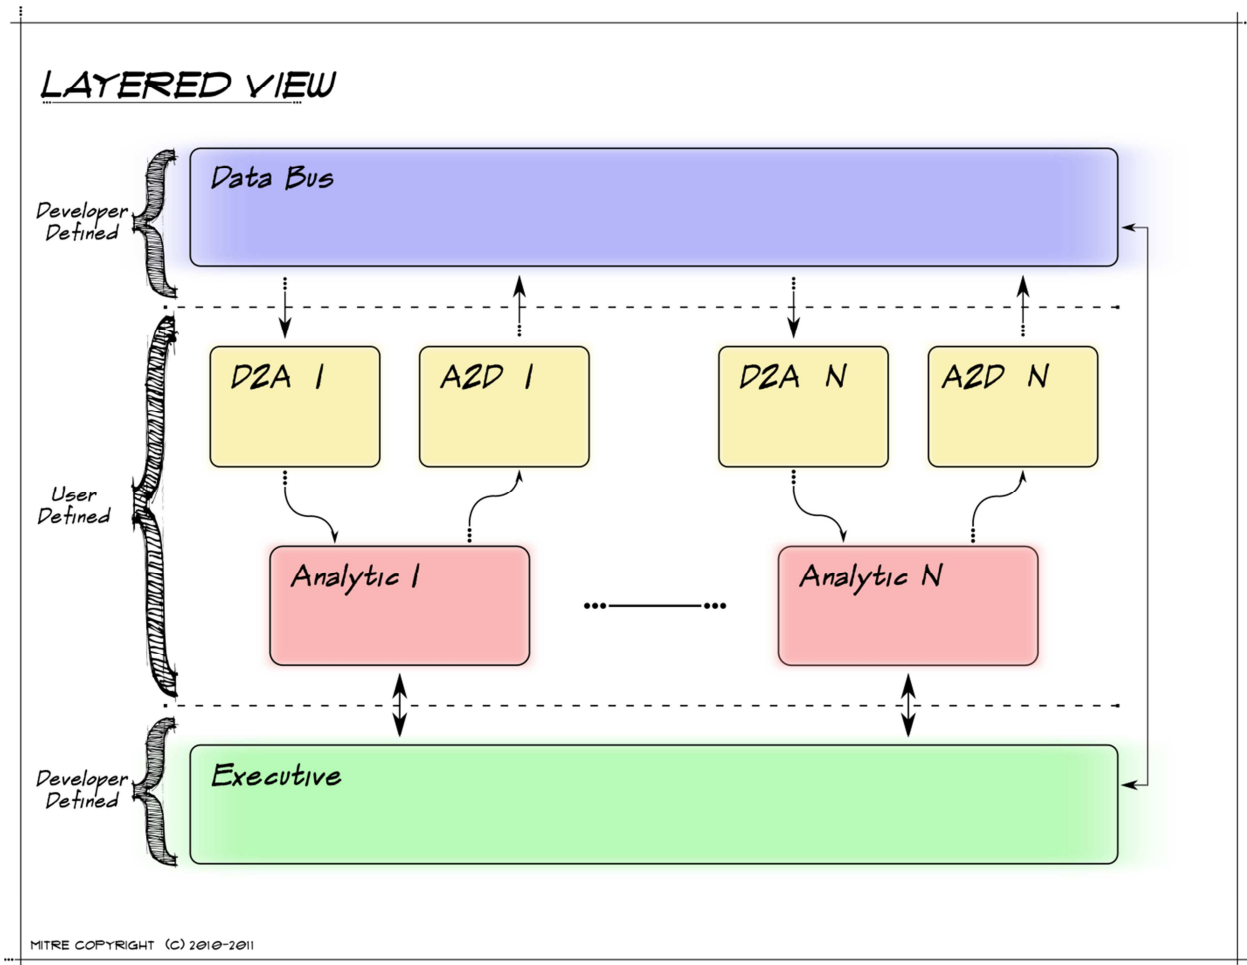 LAYERED VIEW
Data Bus
Developer
Defined
D2A 1
A2D 1
D2A N
A2D N
User
Defined
Analytic 1
Analytic N
Executive
Developer
Defined
MITRE COPYRIGHT (C) 2010-2011